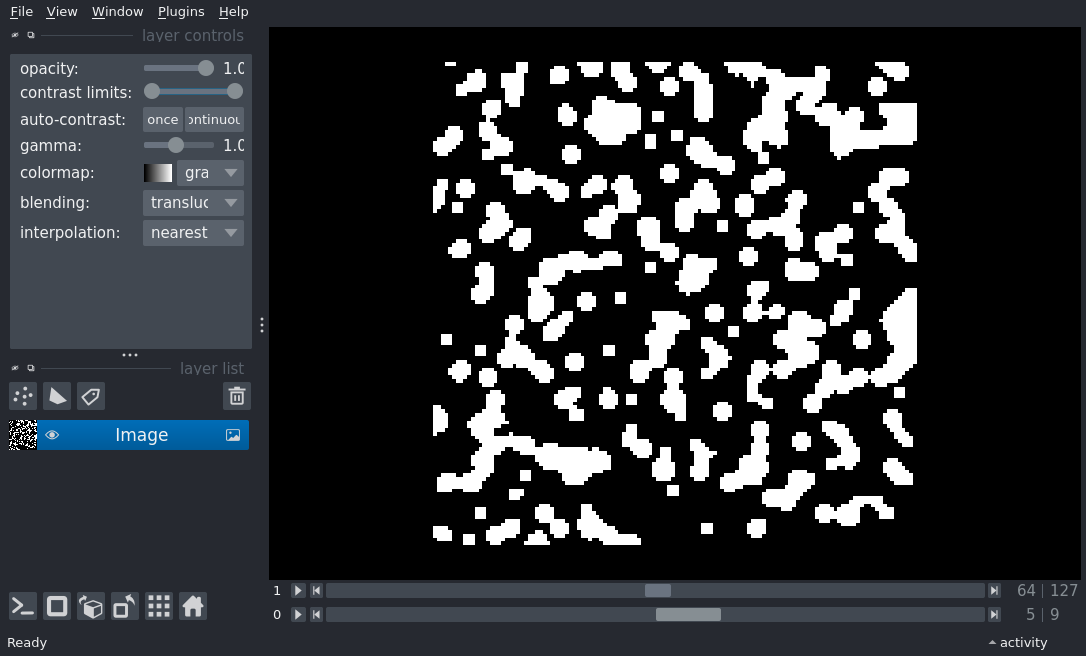 File View Window Plugins Help
layer controls
opacity: 1.0
contrast limits:
auto-contrast: once ontinuou
gamma: 1.0
colormap: gra
blending: transluc
interpolation: nearest
layer list
Image
1 64 | 127
0 5 | 9
Ready activity